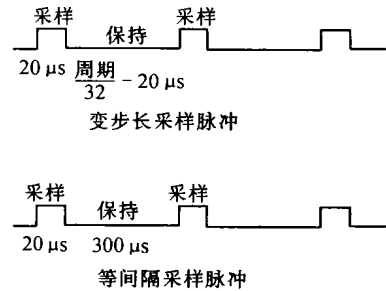 采样 保持 采样
20 μs 周期/32 − 20 μs
变步长采样脉冲
采样 保持 采样
20 μs 300 μs
等间隔采样脉冲